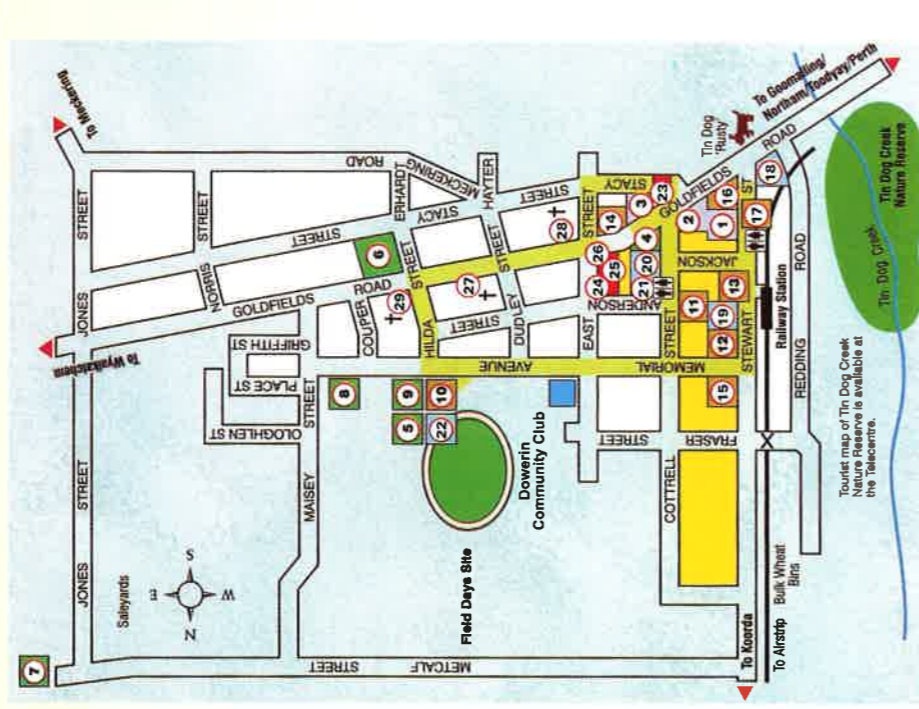 To Meckering
ROAD
STREET
STREET
MECKERING
ERHARDT
HAYTER
STACY
STREET
STREET
STACY
STREET
6
28
14
3
23
GOLDFIELDS
ROAD
Tin Dog
"Rusty"
To Goomalling/
Northam/Toodyay/Perth
JONES
NORRIS
GOLDFIELDS
ROAD
STREET
STREET
26
4
2
16
1
ST
18
17
To Wyalkatchem
GRIFFITH ST
COUPER
29
27
STREET
HILDA
DUDLEY
24
25
21
20
ANDERSON
EAST
JACKSON
11
13
19
12
STREET
STEWART
Railway Station
ROAD
REDDING
Tin Dog Creek
Nature Reserve
Tin Dog Creek
PLACE ST
OLOGHLEN ST
STREET
8
9
10
5
22
AVENUE
MEMORIAL
15
STREET
FRASER
Dowerin
Community Club
COTTRELL
Tourist map of Tin Dog Creek
Nature Reserve is available at
the Telecentre.
STREET
MAISEY
JONES
S
E
W
N
Saleyards
Field Days Site
Bulk Wheat
Bins
7
STREET
METCALF
To Koorda
To Airstrip